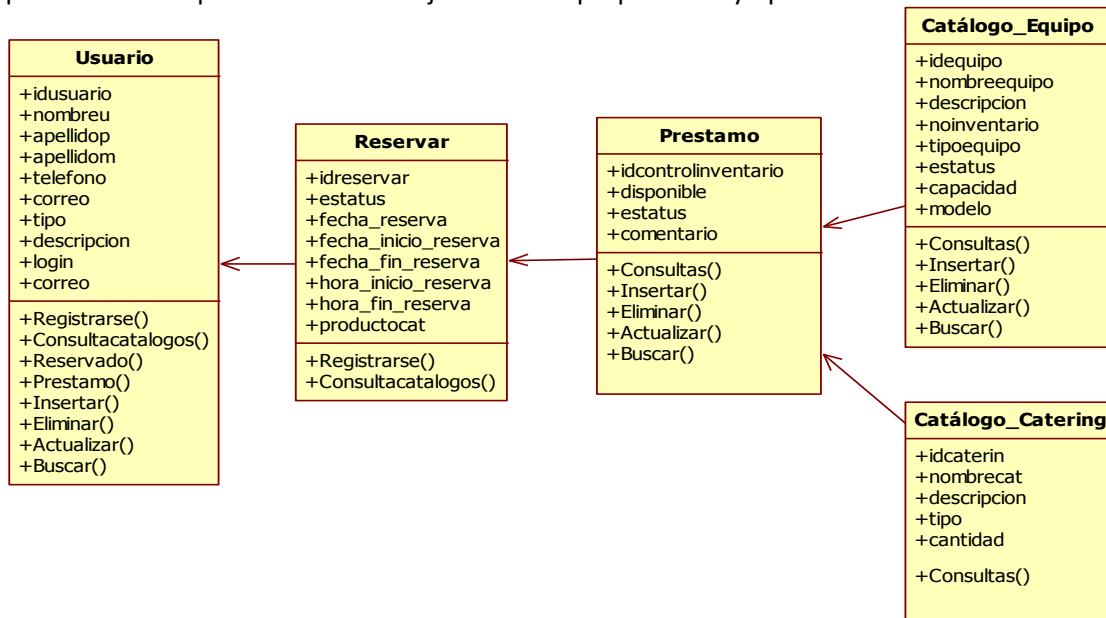 Usuario
+idusuario
+nombreu
+apellidop
+apellidom
+telefono
+correo
+tipo
+descripcion
+login
+correo
+Registrarse()
+Consultacatalogos()
+Reservado()
+Prestamo()
+Insertar()
+Eliminar()
+Actualizar()
+Buscar()
Reservar
+idreservar
+estatus
+fecha_reserva
+fecha_inicio_reserva
+fecha_fin_reserva
+hora_inicio_reserva
+hora_fin_reserva
+productocat
+Registrarse()
+Consultacatalogos()
Prestamo
+idcontrolinventario
+disponible
+estatus
+comentario
+Consultas()
+Insertar()
+Eliminar()
+Actualizar()
+Buscar()
Catálogo_Equipo
+idequipo
+nombreequipo
+descripcion
+noinventario
+tipoequipo
+estatus
+capacidad
+modelo
+Consultas()
+Insertar()
+Eliminar()
+Actualizar()
+Buscar()
Catálogo_Catering
+idcaterin
+nombrecat
+descripcion
+tipo
+cantidad
+Consultas()